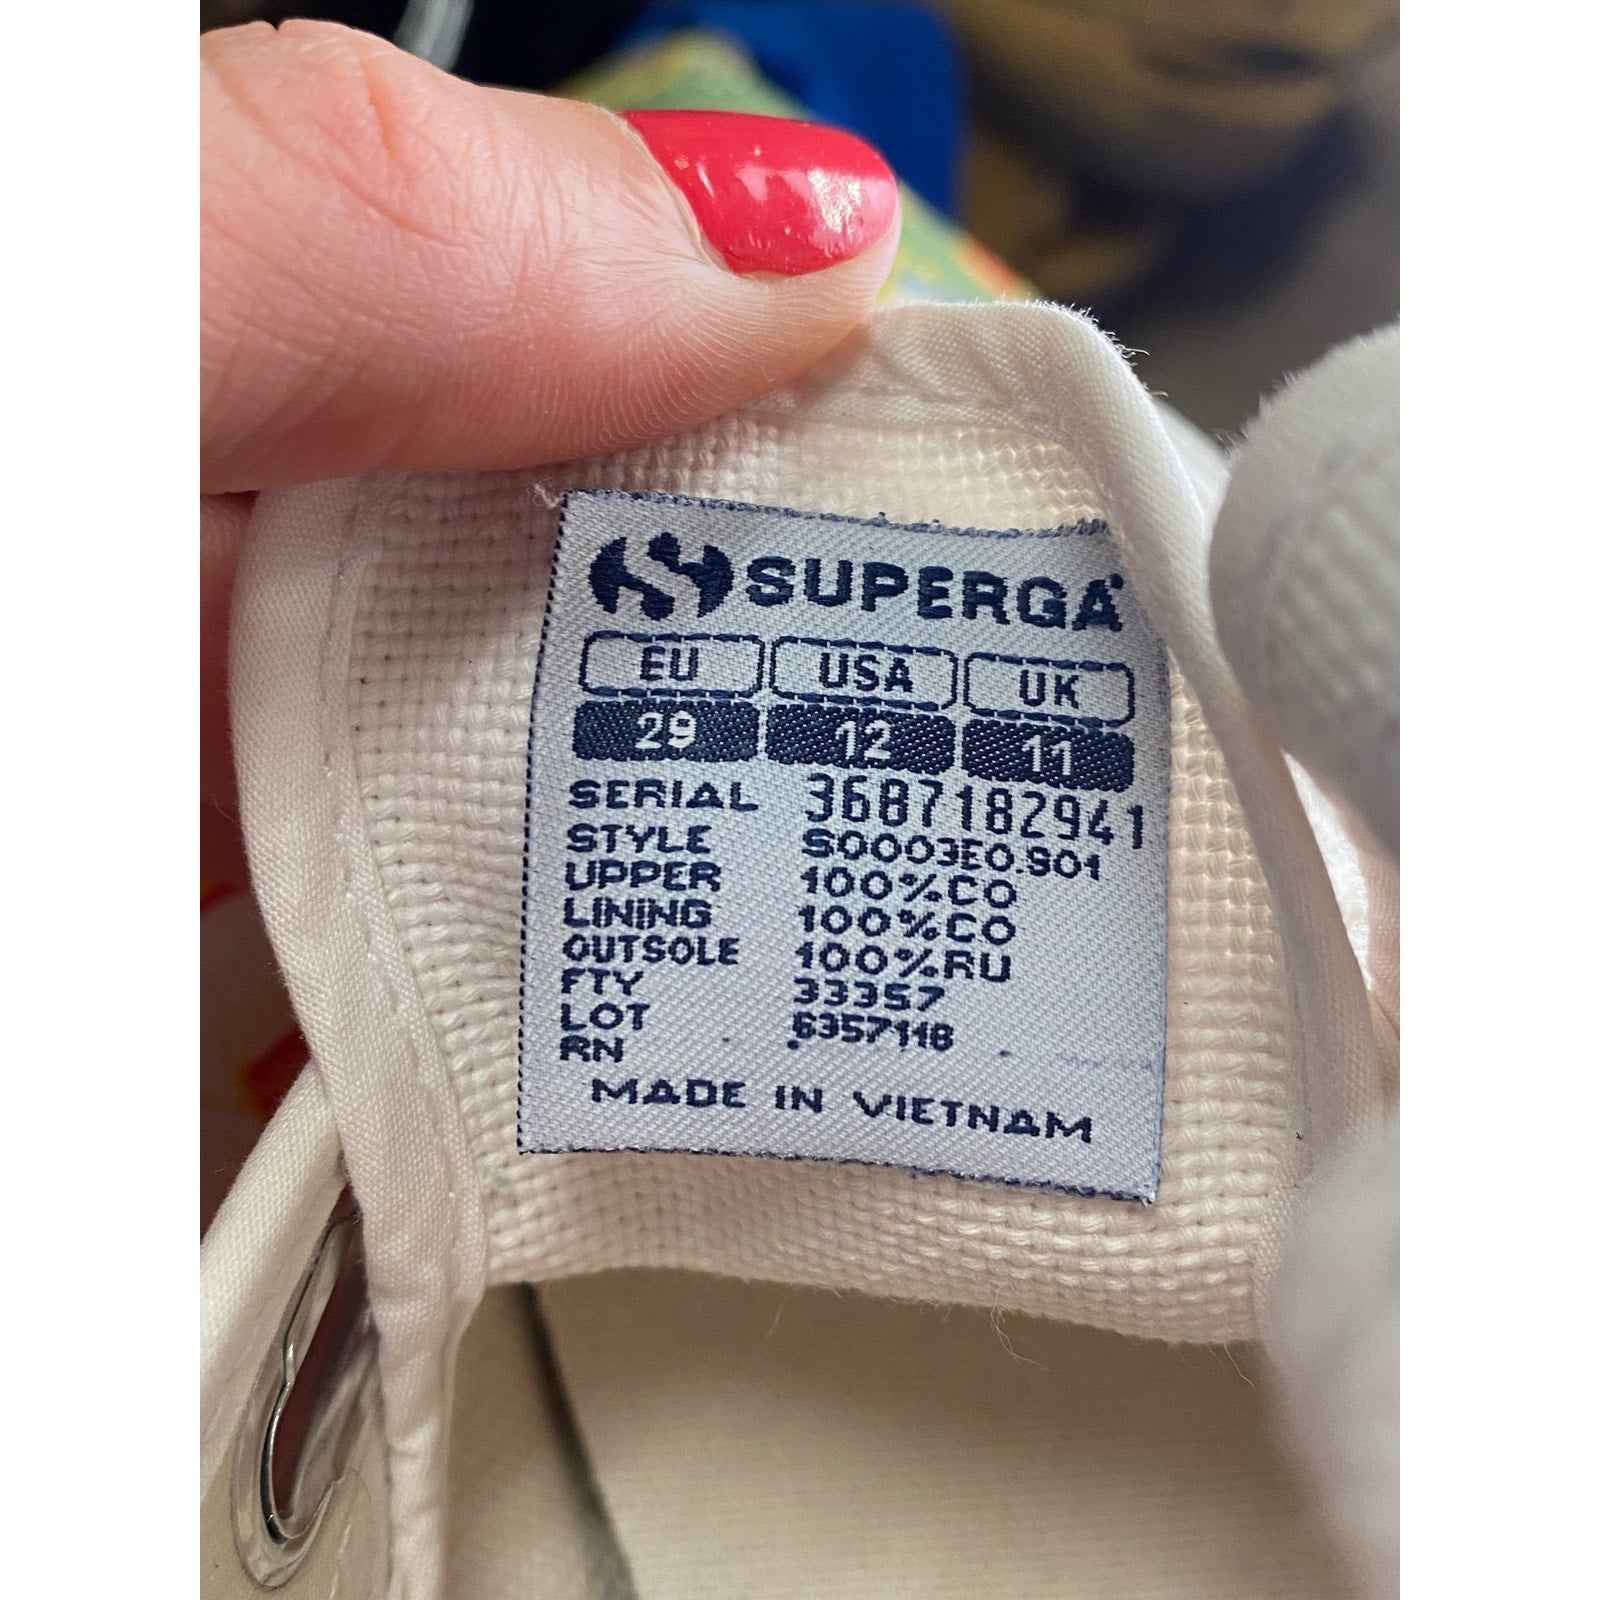 SUPERGA
EU USA UK
29 12 11
SERIAL 3687182941
STYLE S0003E0.S01
UPPER 100%CO
LINING 100%CO
OUTSOLE 100%RU
FTY 33357
LOT 6357118
RN
MADE IN VIETNAM